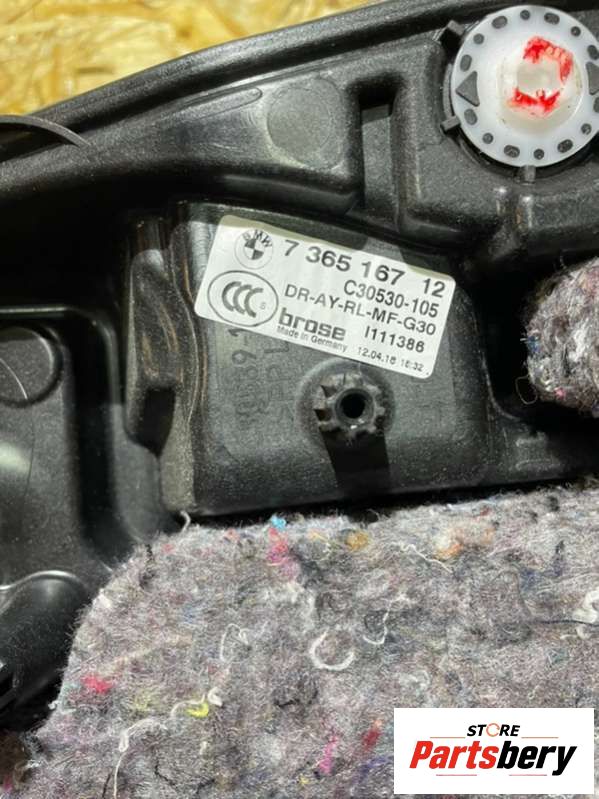 BMW
7 365 167 12
C30530-105
CCC S
DR-AY-RL-MF-G30
brose
I111386
Made in Germany
12.04.18 16:32
STORE
Partsbery